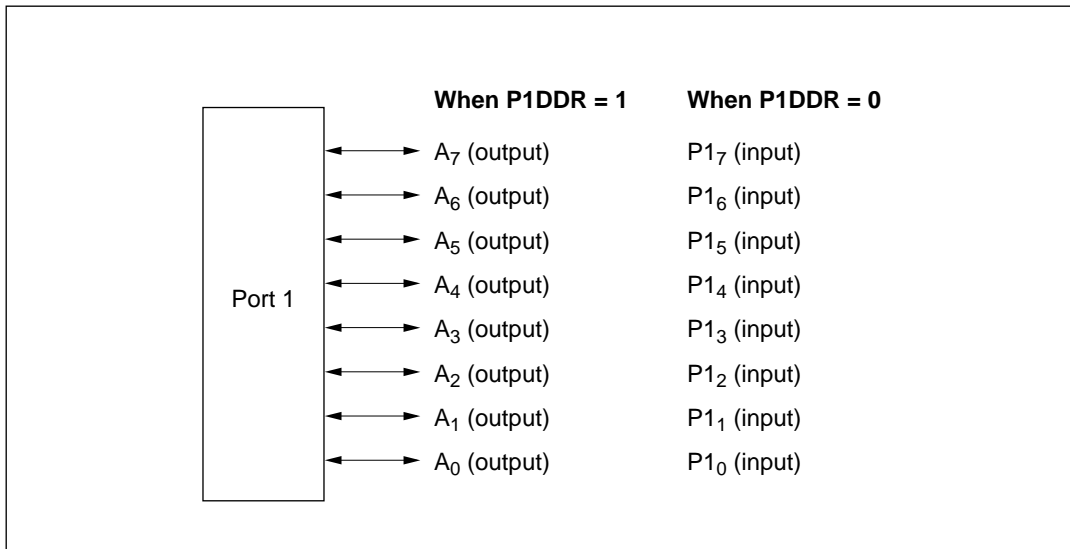 When P1DDR = 1 When P1DDR = 0
A₇ (output) P1₇ (input)
A₆ (output) P1₆ (input)
A₅ (output) P1₅ (input)
A₄ (output) P1₄ (input)
Port 1
A₃ (output) P1₃ (input)
A₂ (output) P1₂ (input)
A₁ (output) P1₁ (input)
A₀ (output) P1₀ (input)